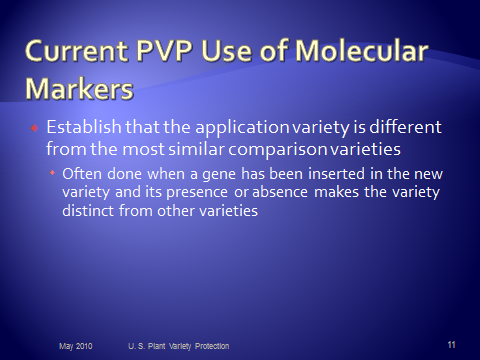 Current PVP Use of Molecular
Markers
Establish that the application variety is different
from the most similar comparison varieties
Often done when a gene has been inserted in the new
variety and its presence or absence makes the variety
distinct from other varieties
May 2010 U. S. Plant Variety Protection 11